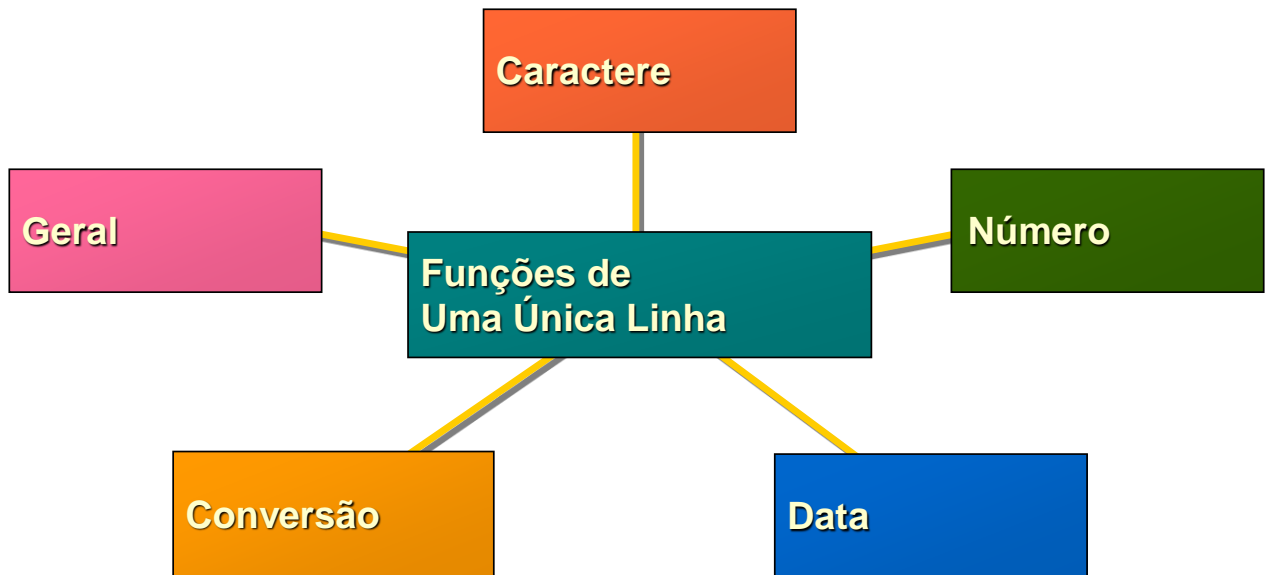 Caractere
Geral
Número
Funções de
Uma Única Linha
Conversão
Data